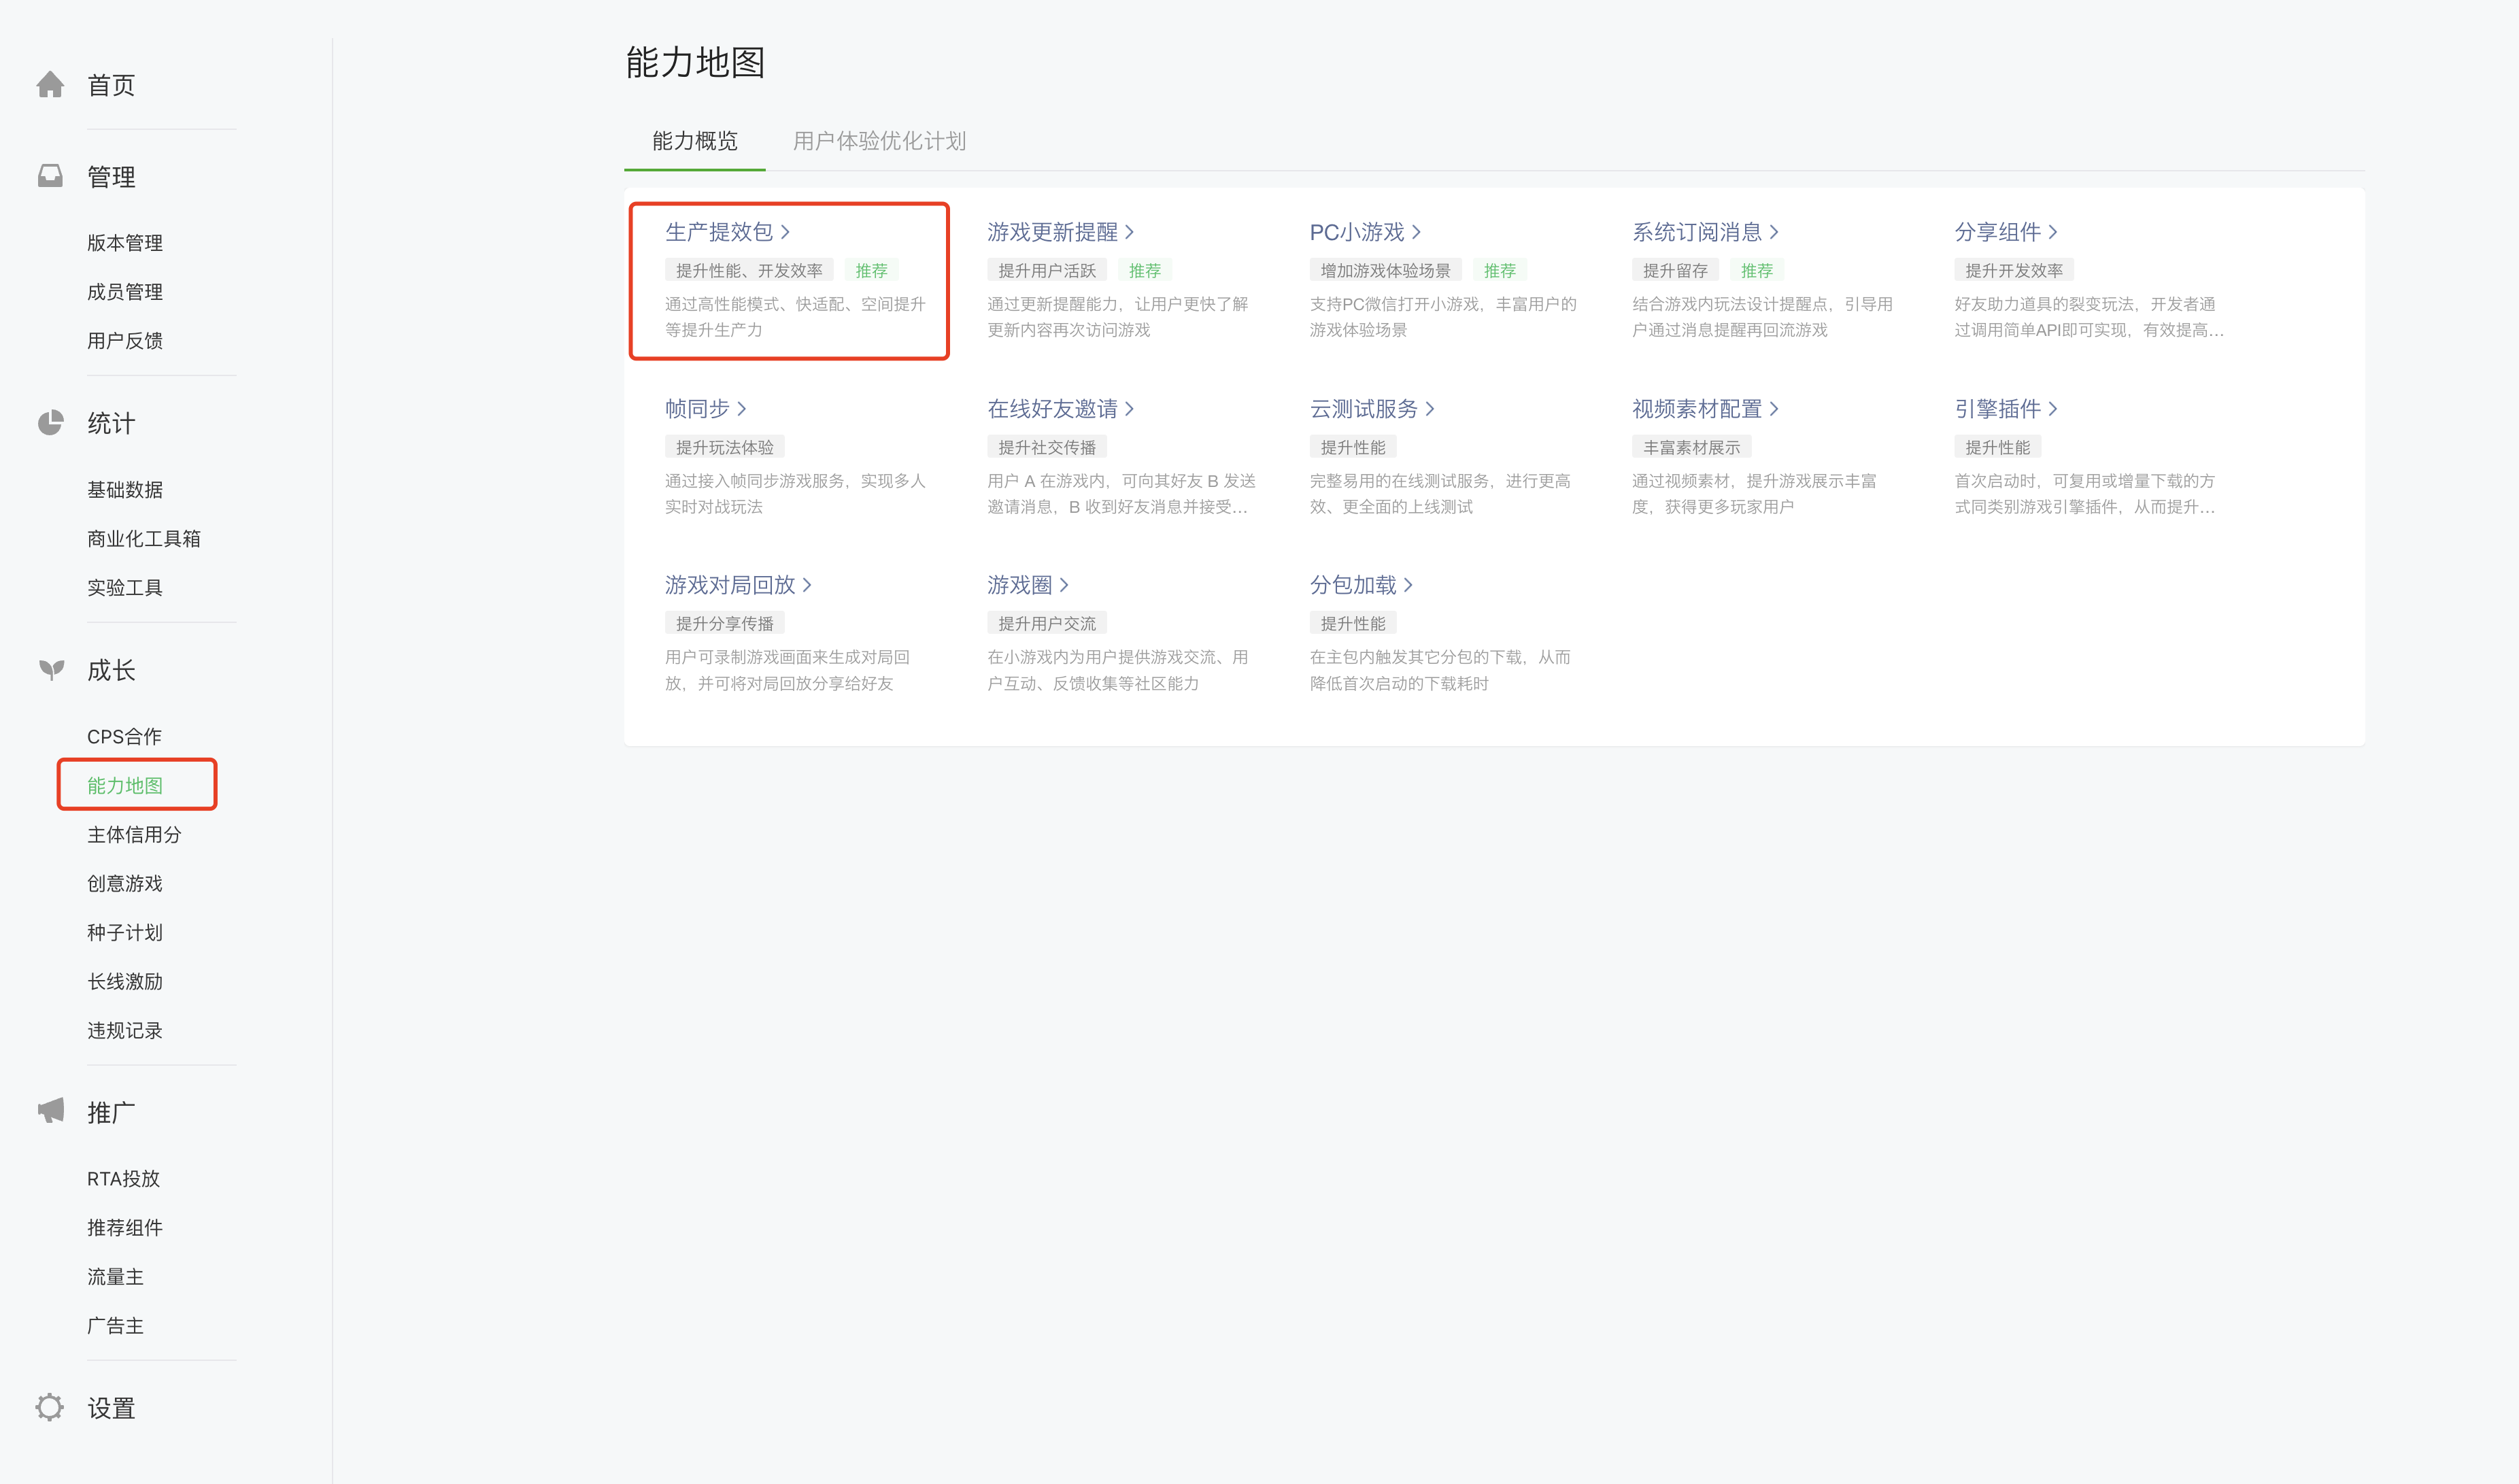 首页
管理
版本管理
成员管理
用户反馈
统计
基础数据
商业化工具箱
实验工具
成长
CPS合作
能力地图
主体信用分
创意游戏
种子计划
长线激励
违规记录
推广
RTA投放
推荐组件
流量主
广告主
设置
能力地图
能力概览
用户体验优化计划
生产提效包
提升性能、开发效率 推荐
通过高性能模式、快适配、空间提升
等提升生产力
游戏更新提醒
提升用户活跃 推荐
通过更新提醒能力，让用户更快了解
更新内容再次访问游戏
PC小游戏
增加游戏体验场景 推荐
支持PC微信打开小游戏，丰富用户的
游戏体验场景
系统订阅消息
提升留存 推荐
结合游戏内玩法设计提醒点，引导用
户通过消息提醒再回流游戏
分享组件
提升开发效率
好友助力道具的裂变玩法，开发者通
过调用简单API即可实现，有效提高...
帧同步
提升玩法体验
通过接入帧同步游戏服务，实现多人
实时对战玩法
在线好友邀请
提升社交传播
用户 A 在游戏内，可向其好友 B 发送
邀请消息，B 收到好友消息并接受...
云测试服务
提升性能
完整易用的在线测试服务，进行更高
效、更全面的上线测试
视频素材配置
丰富素材展示
通过视频素材，提升游戏展示丰富
度，获得更多玩家用户
引擎插件
提升性能
首次启动时，可复用或增量下载的方
式同类别游戏引擎插件，从而提升...
游戏对局回放
提升分享传播
用户可录制游戏画面来生成对局回
放，并可将对局回放分享给好友
游戏圈
提升用户交流
在小游戏内为用户提供游戏交流、用
户互动、反馈收集等社区能力
分包加载
提升性能
在主包内触发其它分包的下载，从而
降低首次启动的下载耗时